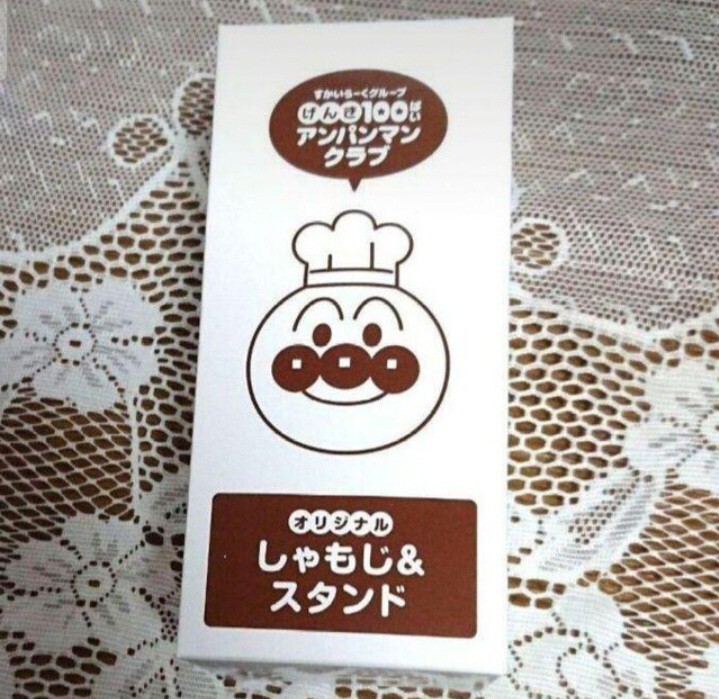 すかいらーくグループ
げんき100ぱい
アンパンマン
クラブ
オリジナル
しゃもじ&
スタンド